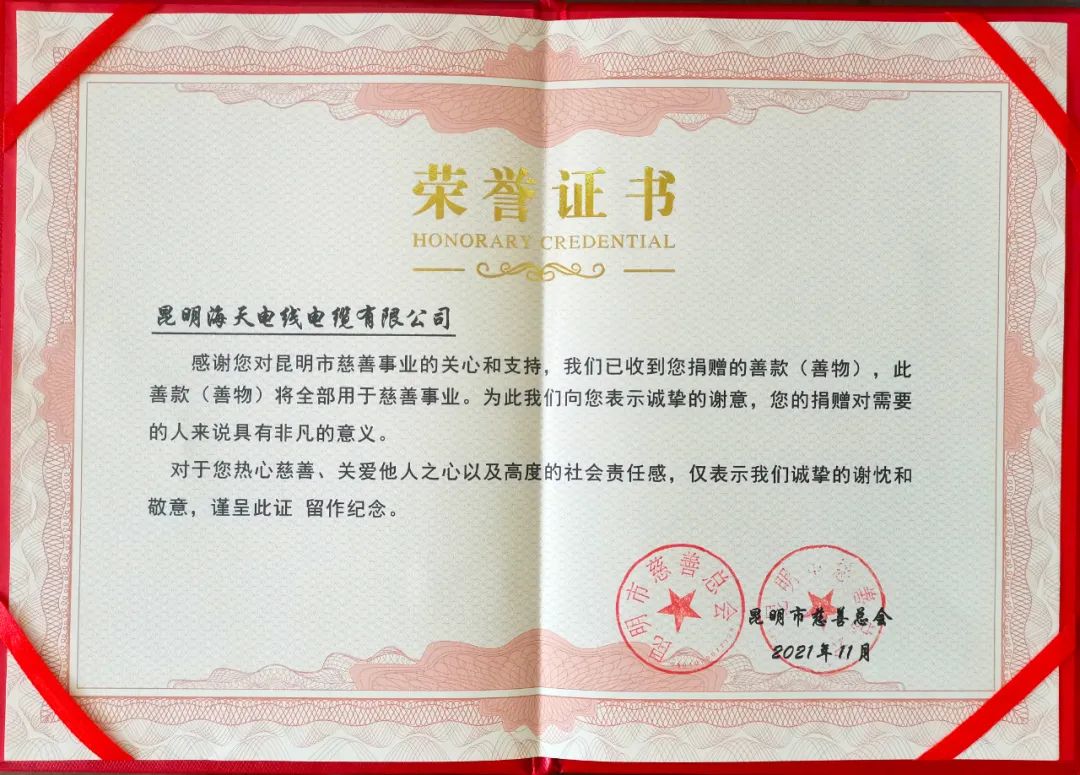 荣誉证书
HONORARY CREDENTIAL
昆明海天电线电缆有限公司
感谢您对昆明市慈善事业的关心和支持，我们已收到您捐赠的善款（善物），此
善款（善物）将全部用于慈善事业。为此我们向您表示诚挚的谢意，您的捐赠对需要
的人来说具有非凡的意义。
对于您热心慈善、关爱他人之心以及高度的社会责任感，仅表示我们诚挚的谢忱和
敬意，谨呈此证 留作纪念。
昆明市慈善总会
昆明市慈善总会
2021年11月